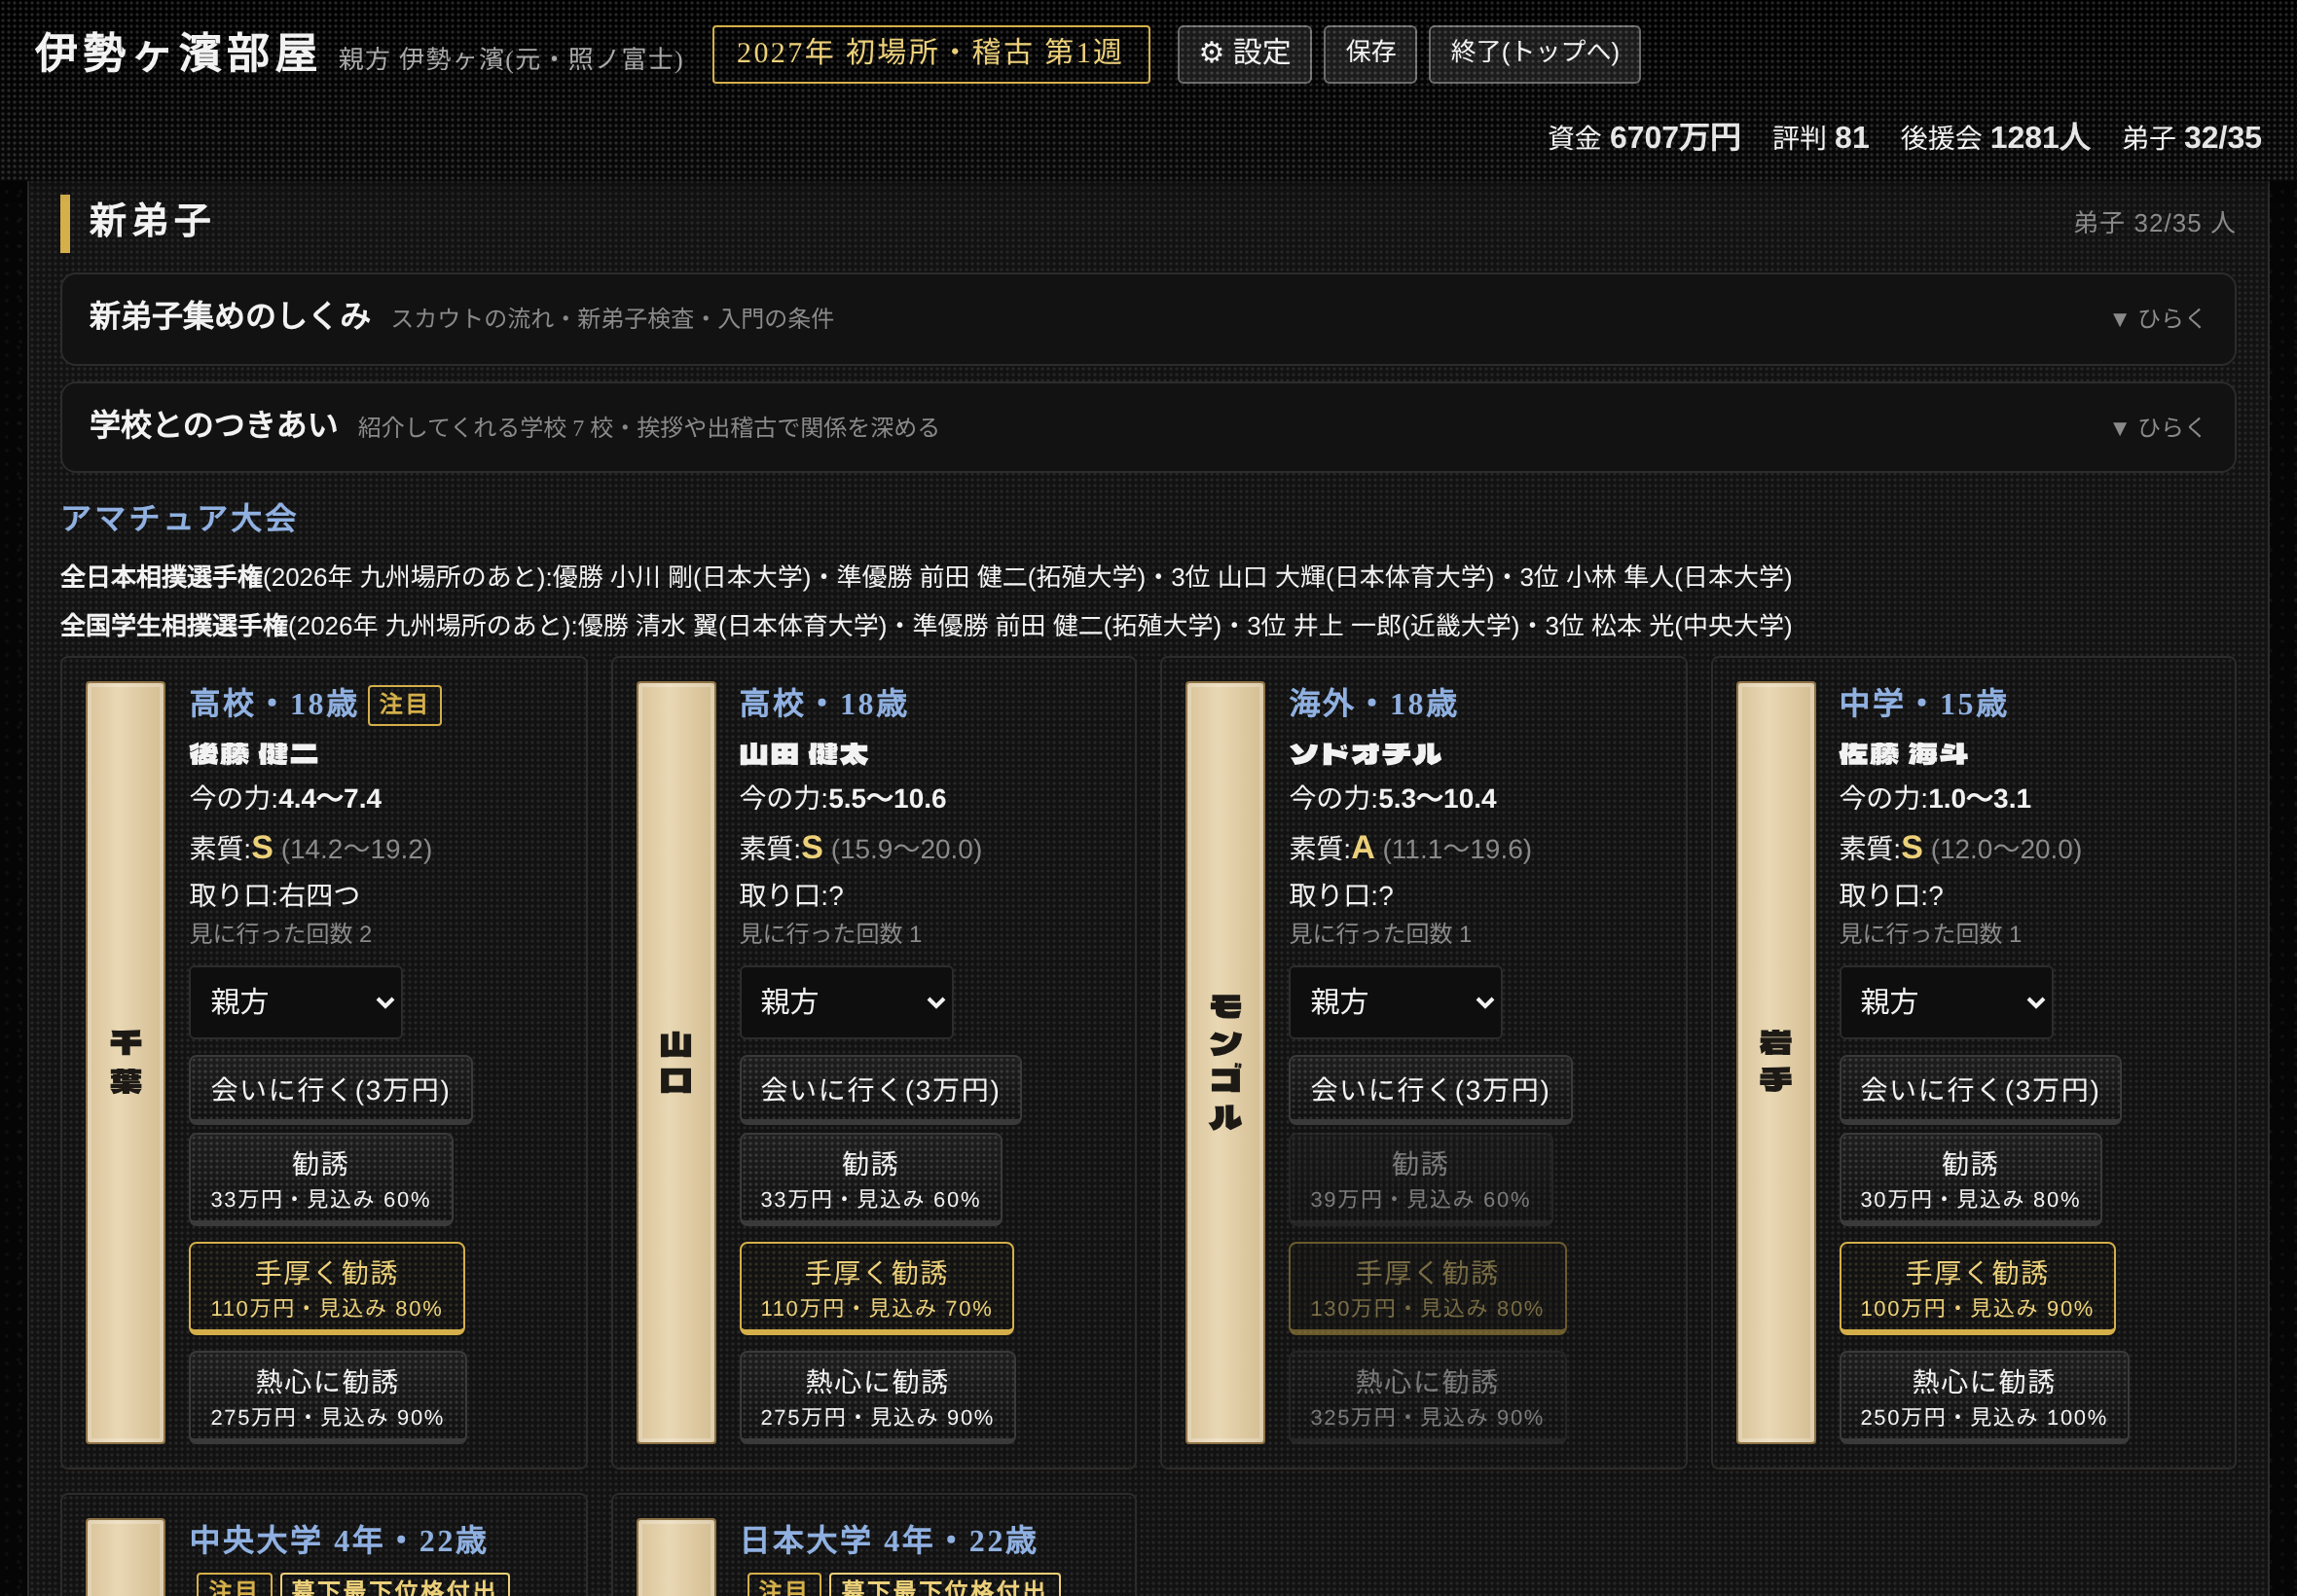 伊勢ヶ濱部屋 親方 伊勢ヶ濱(元・照ノ富士) 2027年 初場所・稽古 第1週 ⚙ 設定 保存 終了(トップへ)
資金 6707万円 評判 81 後援会 1281人 弟子 32/35
新弟子 弟子 32/35 人
新弟子集めのしくみ スカウトの流れ・新弟子検査・入門の条件 ▼ ひらく
学校とのつきあい 紹介してくれる学校 7 校・挨拶や出稽古で関係を深める ▼ ひらく
アマチュア大会
全日本相撲選手権(2026年 九州場所のあと):優勝 小川 剛(日本大学)・準優勝 前田 健二(拓殖大学)・3位 山口 大輝(日本体育大学)・3位 小林 隼人(日本大学)
全国学生相撲選手権(2026年 九州場所のあと):優勝 清水 翼(日本体育大学)・準優勝 前田 健二(拓殖大学)・3位 井上 一郎(近畿大学)・3位 松本 光(中央大学)
千葉
高校・18歳 注目
後藤 健二
今の力:4.4〜7.4
素質:S (14.2〜19.2)
取り口:右四つ
見に行った回数 2
親方
会いに行く(3万円)
勧誘
33万円・見込み 60%
手厚く勧誘
110万円・見込み 80%
熱心に勧誘
275万円・見込み 90%
山口
高校・18歳
山田 健太
今の力:5.5〜10.6
素質:S (15.9〜20.0)
取り口:?
見に行った回数 1
親方
会いに行く(3万円)
勧誘
33万円・見込み 60%
手厚く勧誘
110万円・見込み 70%
熱心に勧誘
275万円・見込み 90%
モンゴル
海外・18歳
ソドオチル
今の力:5.3〜10.4
素質:A (11.1〜19.6)
取り口:?
見に行った回数 1
親方
会いに行く(3万円)
勧誘
39万円・見込み 60%
手厚く勧誘
130万円・見込み 80%
熱心に勧誘
325万円・見込み 90%
岩手
中学・15歳
佐藤 海斗
今の力:1.0〜3.1
素質:S (12.0〜20.0)
取り口:?
見に行った回数 1
親方
会いに行く(3万円)
勧誘
30万円・見込み 80%
手厚く勧誘
100万円・見込み 90%
熱心に勧誘
250万円・見込み 100%
中央大学 4年・22歳
注目 幕下最下位格付出
日本大学 4年・22歳
注目 幕下最下位格付出